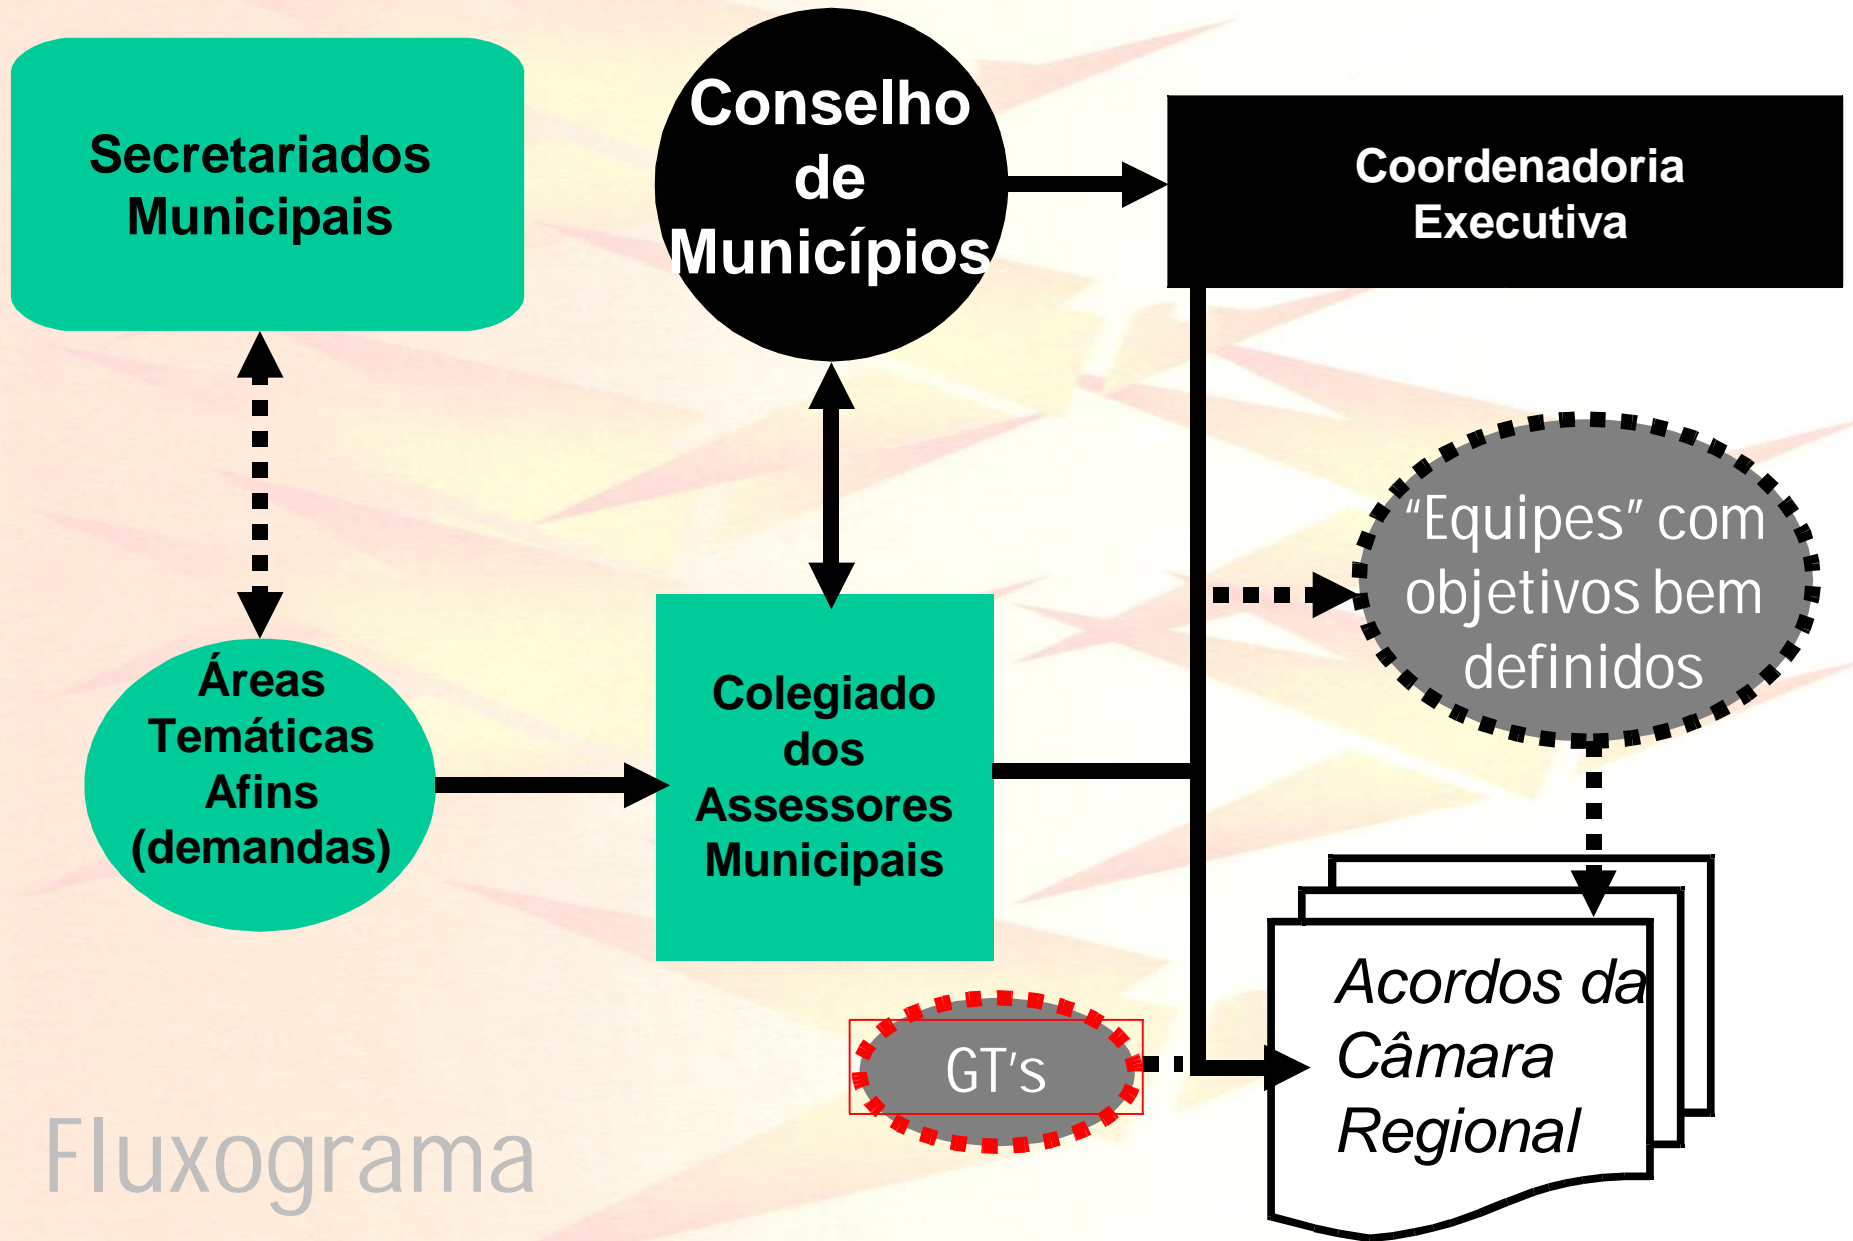 Secretariados
Municipais
Conselho
de
Municípios
Coordenadoria
Executiva
“Equipes” com
objetivos bem
definidos
Áreas
Temáticas
Afins
(demandas)
Colegiado
dos
Assessores
Municipais
GT’s
Acordos da
Câmara
Regional
Fluxograma